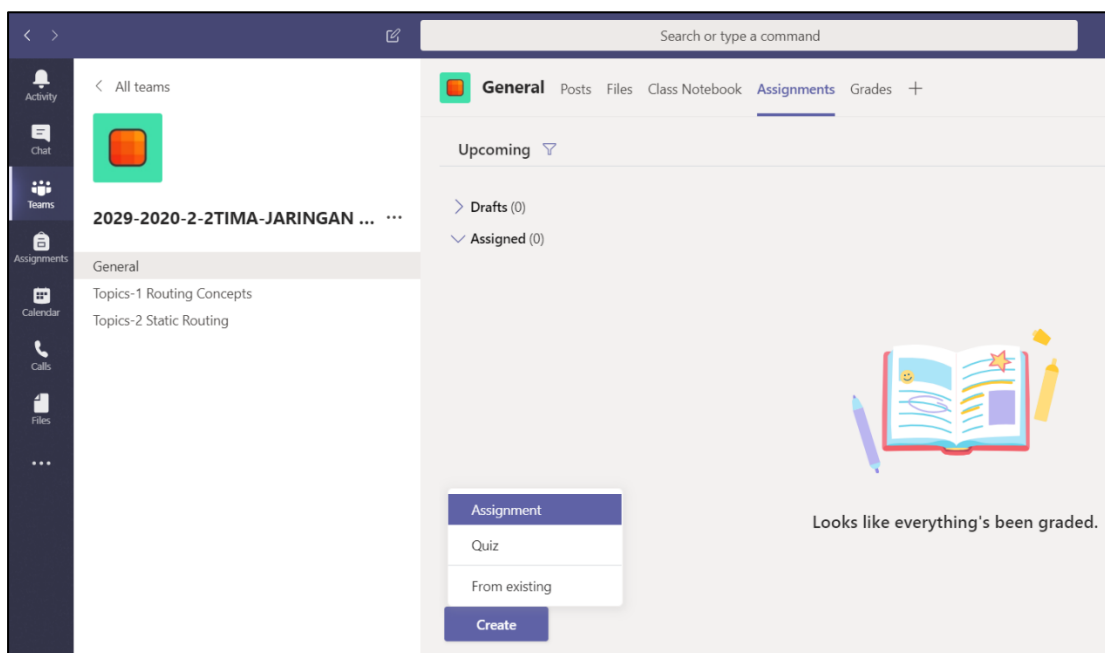 Search or type a command
Activity
Chat
Teams
Assignments
Calendar
Calls
Files
All teams
2029-2020-2-2TIMA-JARINGAN ...
General
Topics-1 Routing Concepts
Topics-2 Static Routing
General Posts Files Class Notebook Assignments Grades
Upcoming
Drafts (0)
Assigned (0)
Looks like everything's been graded.
Assignment
Quiz
From existing
Create